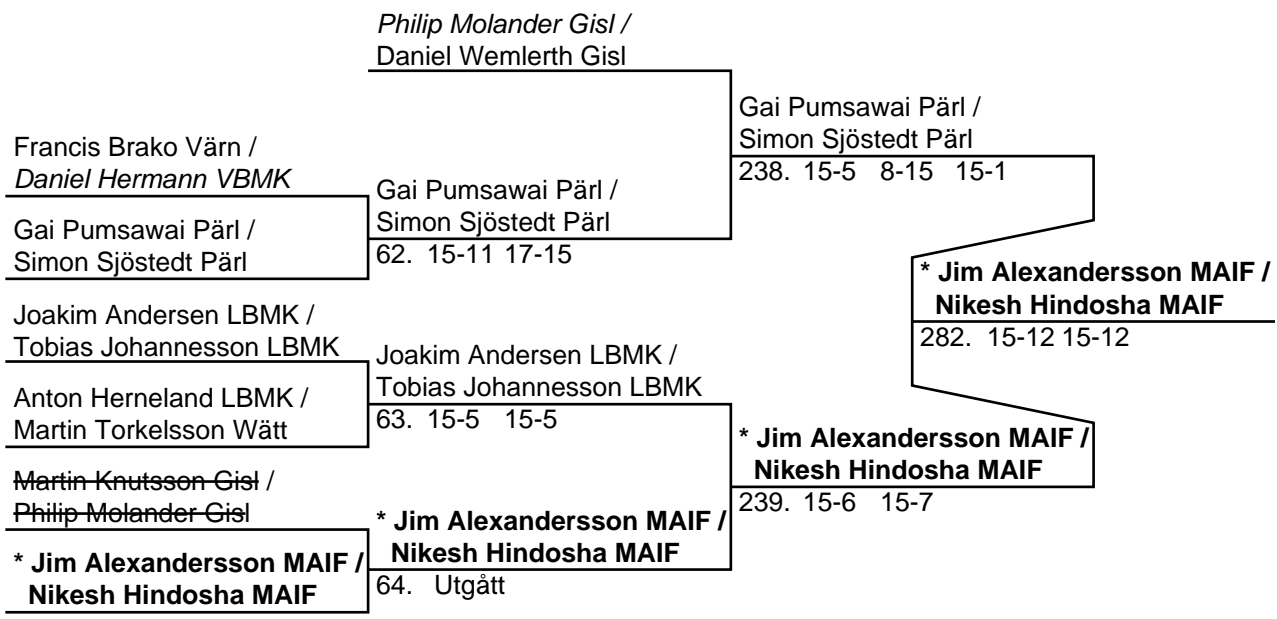 Philip Molander Gisl /
Daniel Wemlerth Gisl
Francis Brako Värn /
Daniel Hermann VBMK
Gai Pumsawai Pärl /
Simon Sjöstedt Pärl
Joakim Andersen LBMK /
Tobias Johannesson LBMK
Anton Herneland LBMK /
Martin Torkelsson Wätt
Martin Knutsson Gisl /
Philip Molander Gisl
* Jim Alexandersson MAIF /
Nikesh Hindosha MAIF
Gai Pumsawai Pärl /
Simon Sjöstedt Pärl
62. 15-11 17-15
Joakim Andersen LBMK /
Tobias Johannesson LBMK
63. 15-5 15-5
* Jim Alexandersson MAIF /
Nikesh Hindosha MAIF
64. Utgått
Gai Pumsawai Pärl /
Simon Sjöstedt Pärl
238. 15-5 8-15 15-1
* Jim Alexandersson MAIF /
Nikesh Hindosha MAIF
239. 15-6 15-7
* Jim Alexandersson MAIF /
Nikesh Hindosha MAIF
282. 15-12 15-12